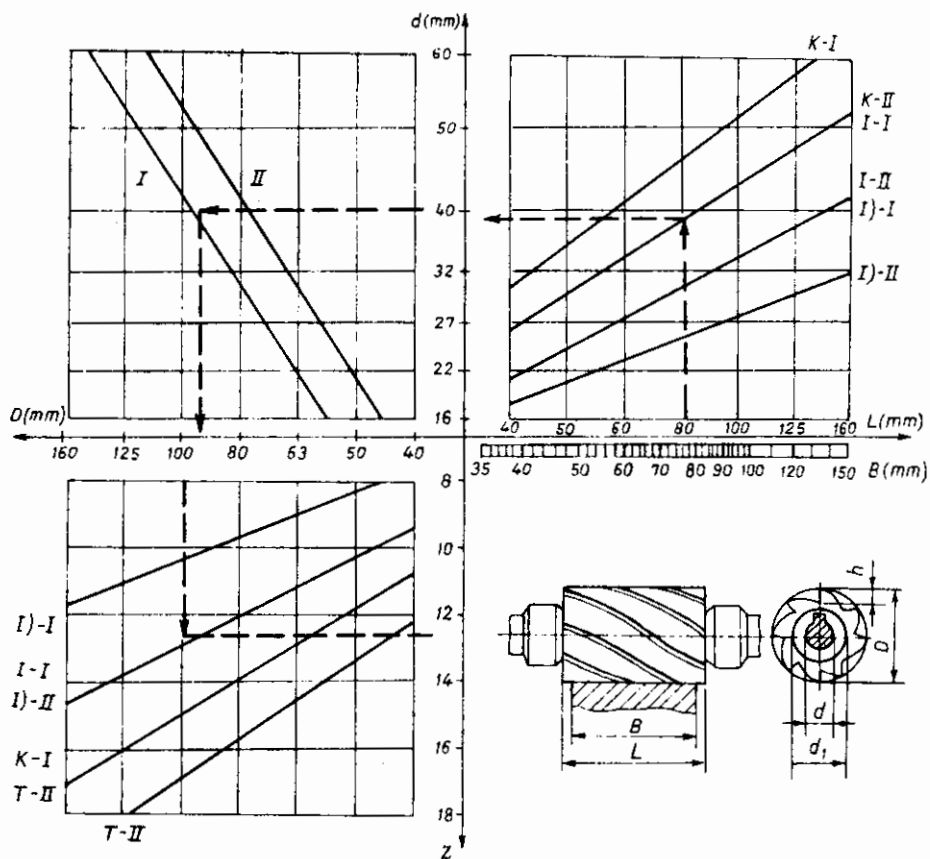 d(mm)
60
50
40
32
27
22
16
I
II
K-I
K-II
I-I
I-II
I)-I
I)-II
D(mm)
160 125 100 80 63 50 40
40 50 63 80 100 125 160
L(mm)
35 40 50 60 70 80 90 100 120 150
B(mm)
8
10
12
14
16
18
Z
I)-I
I-I
I)-II
K-I
T-II
T-II
B
L
h
D
d
d1